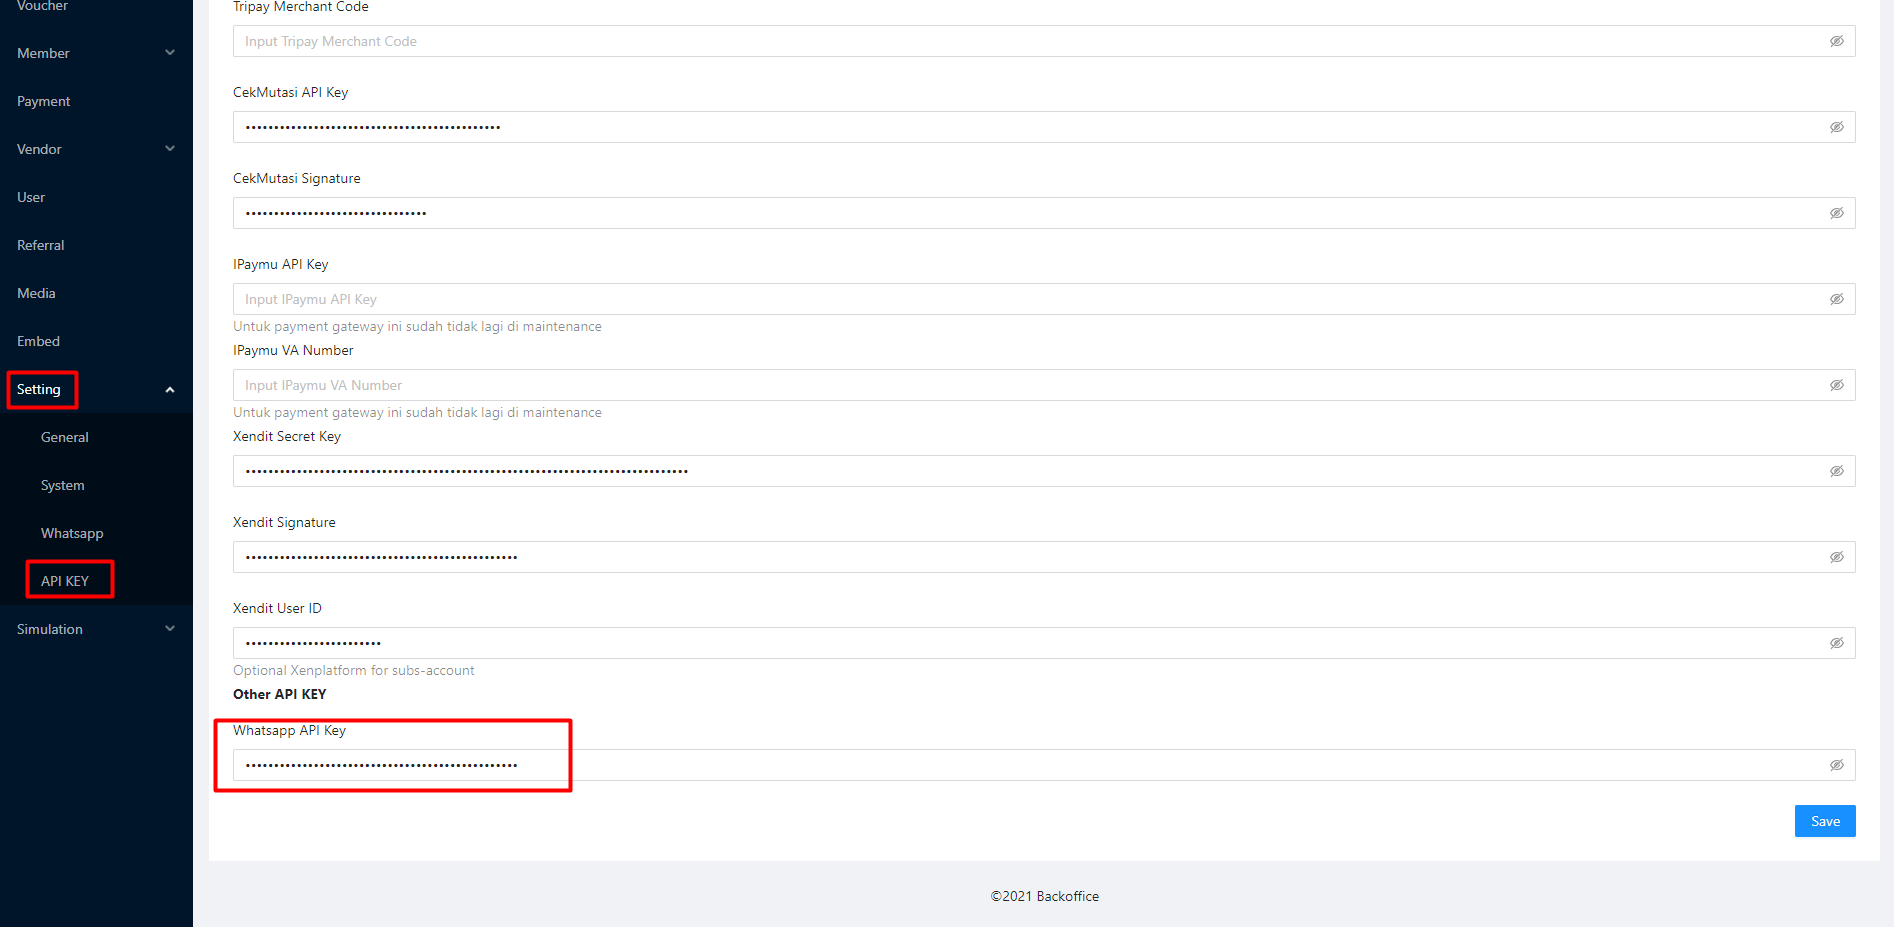 Voucher
Member
Payment
Vendor
User
Referral
Media
Embed
Setting
General
System
Whatsapp
API KEY
Simulation
Tripay Merchant Code
Input Tripay Merchant Code
CekMutasi API Key
CekMutasi Signature
IPaymu API Key
Input IPaymu API Key
Untuk payment gateway ini sudah tidak lagi di maintenance
IPaymu VA Number
Input IPaymu VA Number
Untuk payment gateway ini sudah tidak lagi di maintenance
Xendit Secret Key
Xendit Signature
Xendit User ID
Optional Xenplatform for subs-account
Other API KEY
Whatsapp API Key
Save
©2021 Backoffice